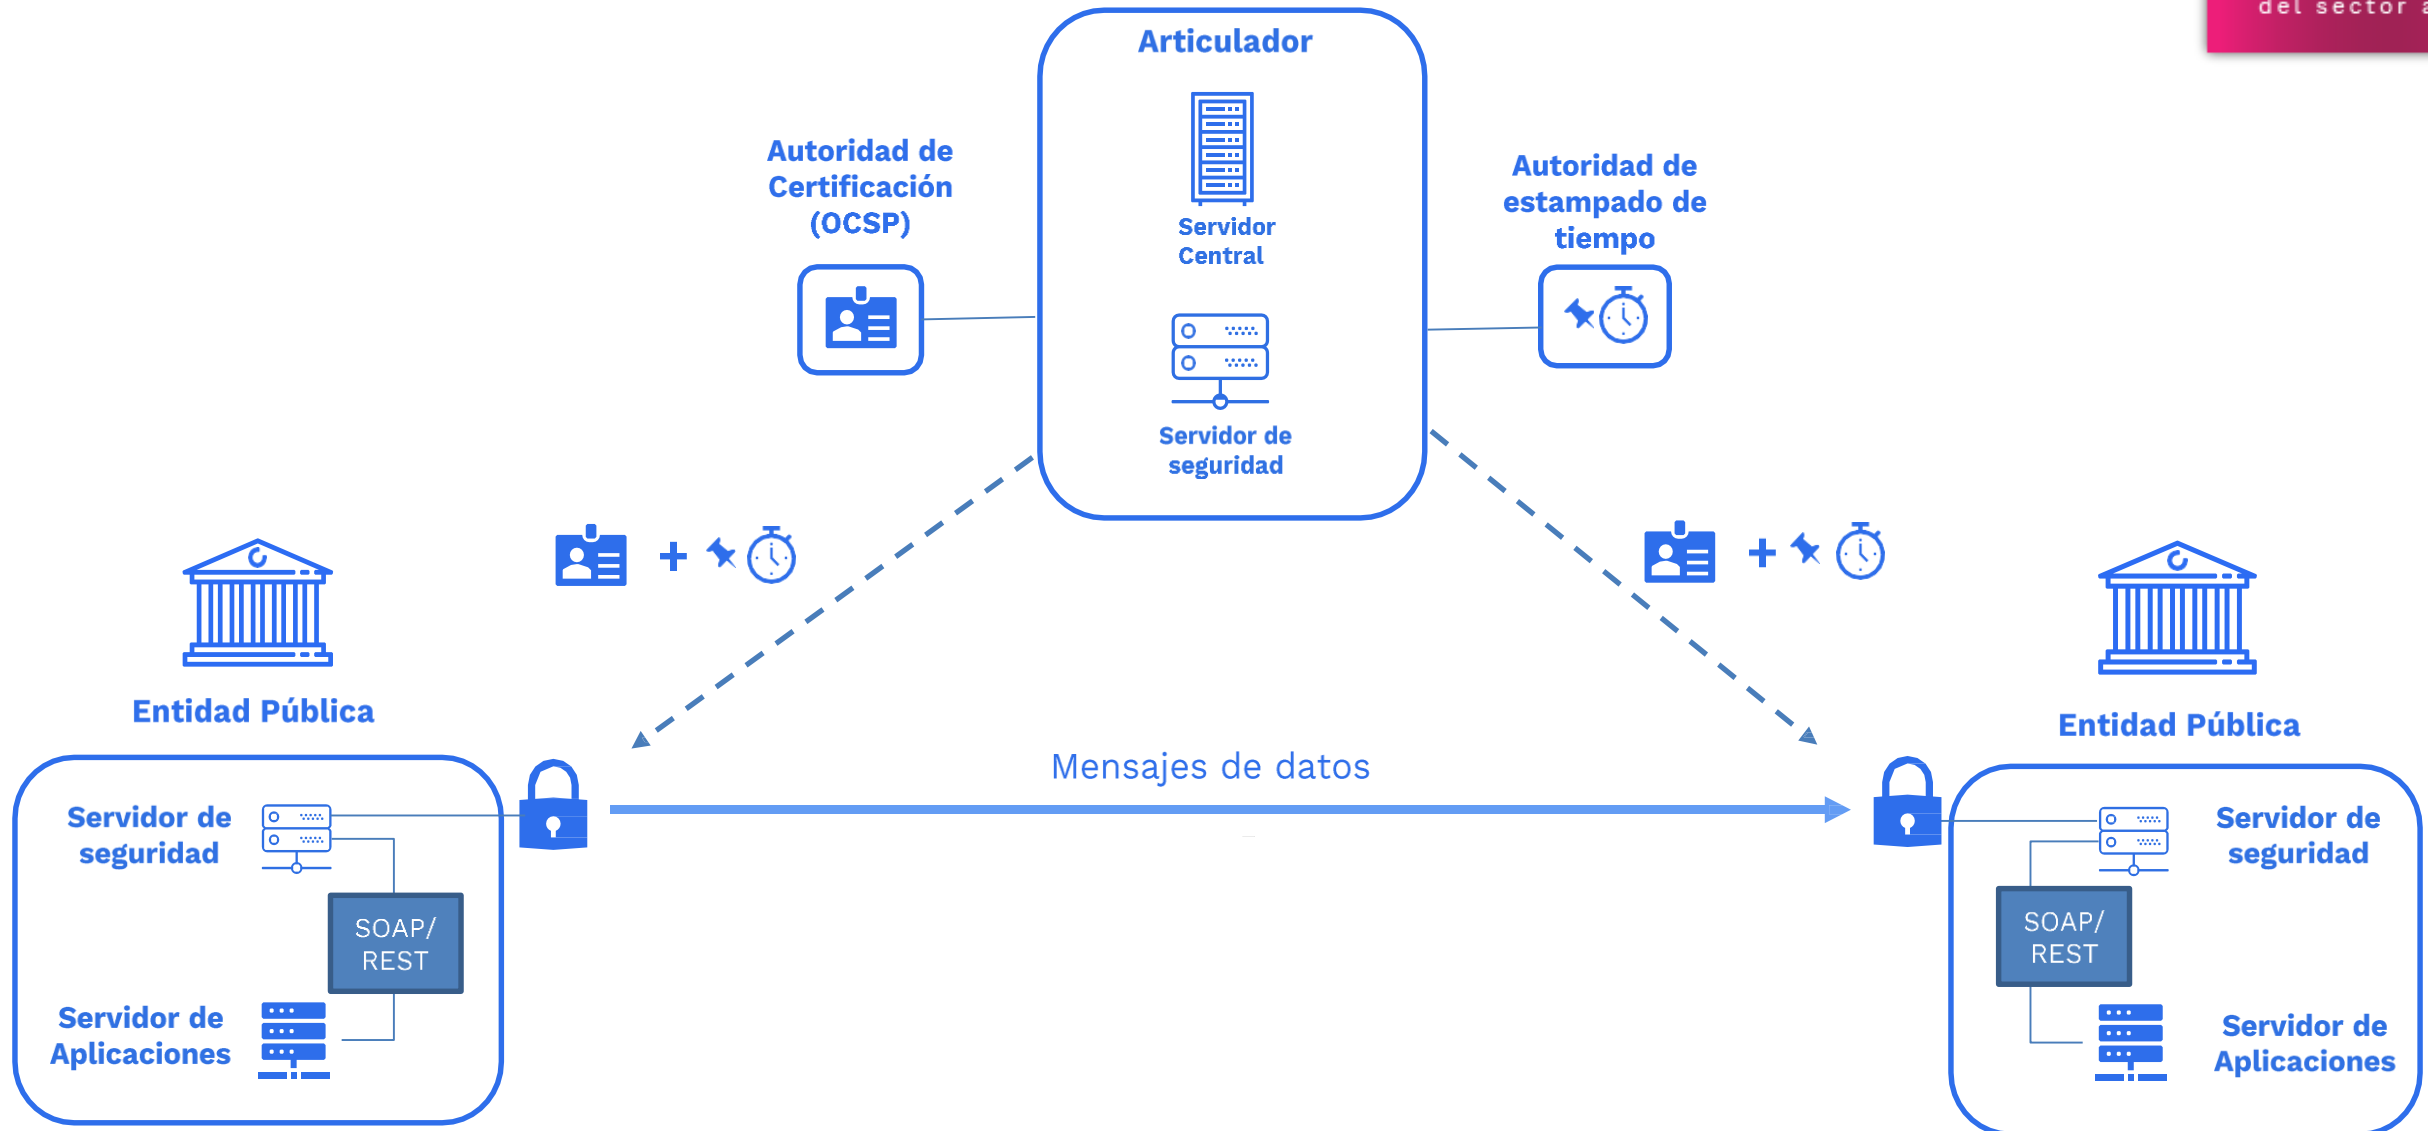 del sector
Articulador
Autoridad de
Certificación
(OCSP)
Servidor
Central
Autoridad de
estampado de
tiempo
Servidor de
seguridad
Entidad Pública
Entidad Pública
Mensajes de datos
Servidor de
seguridad
SOAP/
REST
Servidor de
Aplicaciones
Servidor de
seguridad
SOAP/
REST
Servidor de
Aplicaciones